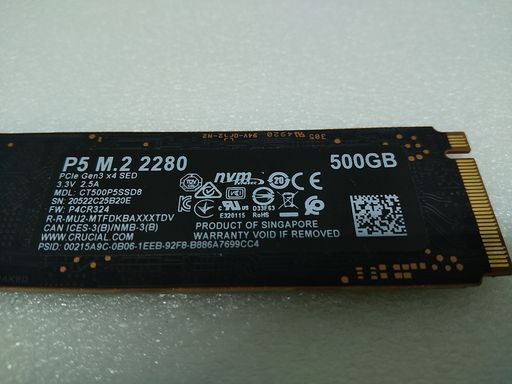 P5 M.2 2280
500GB
PCIe Gen3 x4 SED
3.3V 2.5A
MDL: CT500P5SSD8
SN: 20522C25B20E
FW: P4CR324
R-R-MU2-MTFDKBAXXXTDV
CAN ICES-3(B)/NMB-3(B)
WWW.CRUCIAL.COM
PSID: 00215A9C-0B06-1EEB-92F8-B886A7699CC4
nvm
20
E320115
D33F63
RoHS
PRODUCT OF SINGAPORE
WARRANTY VOID IF REMOVED